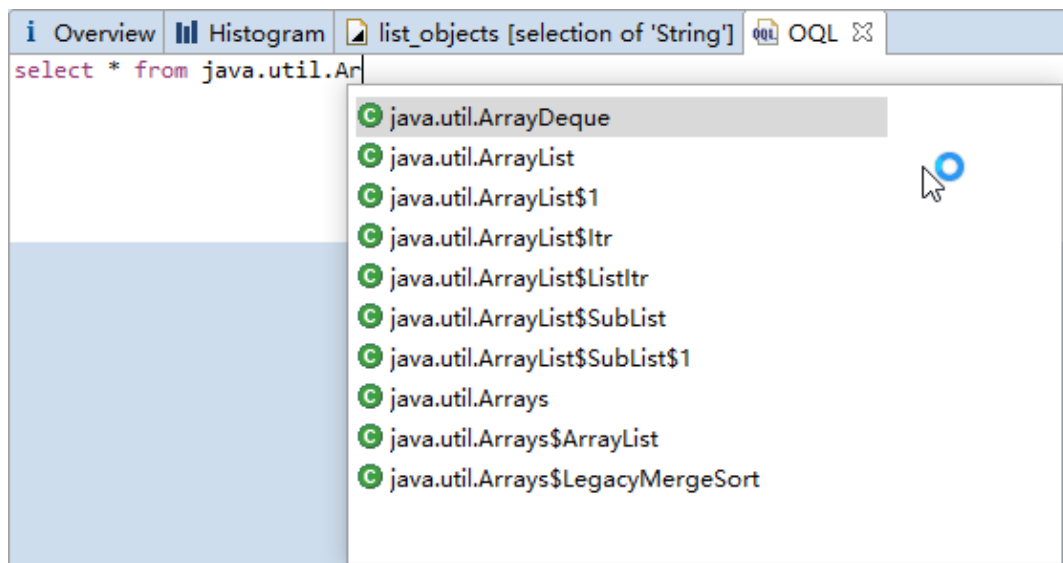 i Overview Histogram list_objects [selection of 'String'] OQL OQL
select * from java.util.Ar
C java.util.ArrayDeque
C java.util.ArrayList
C java.util.ArrayList$1
C java.util.ArrayList$Itr
C java.util.ArrayList$ListItr
C java.util.ArrayList$SubList
C java.util.ArrayList$SubList$1
C java.util.Arrays
C java.util.Arrays$ArrayList
C java.util.Arrays$LegacyMergeSort